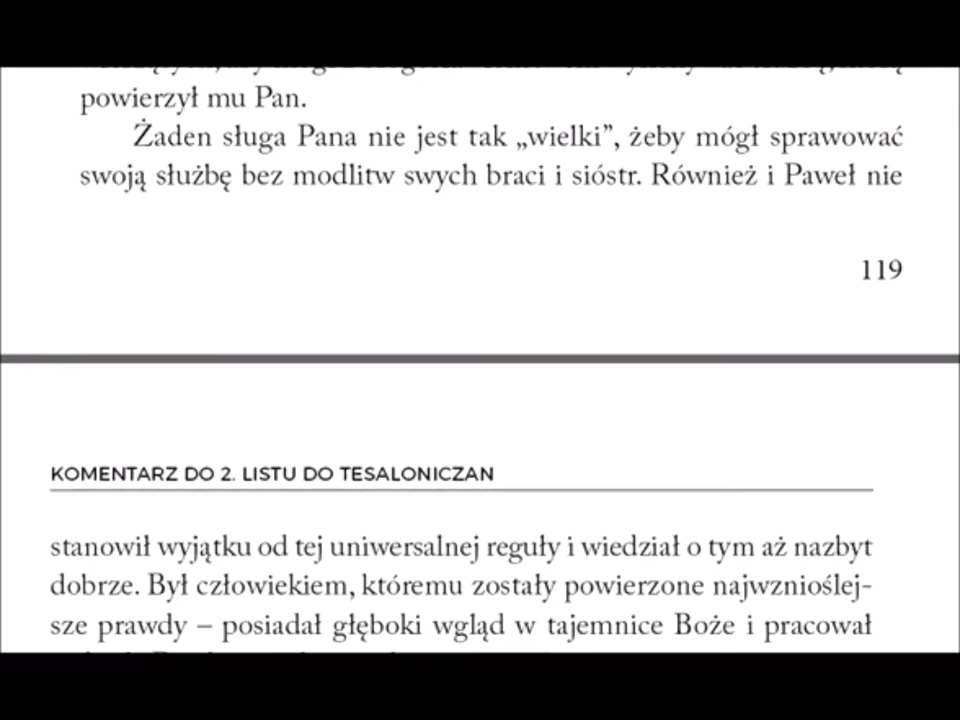 powierzył mu Pan.
Żaden sługa Pana nie jest tak „wielki”, żeby mógł sprawować
swoją służbę bez modlitw swych braci i sióstr. Również i Paweł nie
119
KOMENTARZ DO 2. LISTU DO TESALONICZAN
stanowił wyjątku od tej uniwersalnej reguły i wiedział o tym aż nazbyt
dobrze. Był człowiekiem, któremu zostały powierzone najwznioślej-
sze prawdy – posiadał głęboki wgląd w tajemnice Boże i pracował